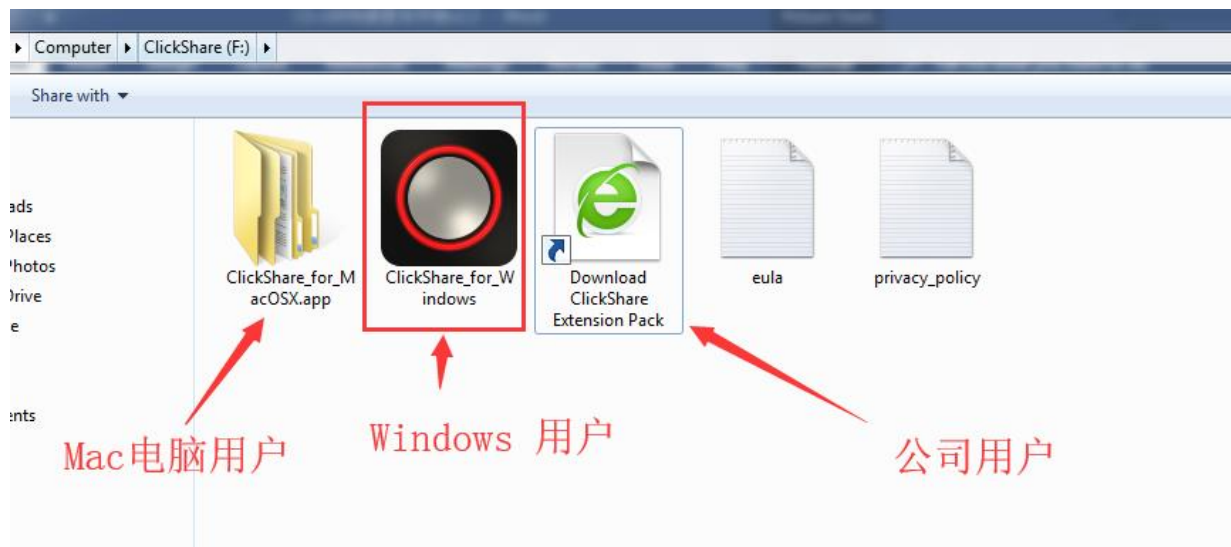 Computer ClickShare (F:)
Share with
ads
Places
Photos
Drive
e
ents
ClickShare_for_M
acOSX.app
ClickShare_for_W
indows
Download
ClickShare
Extension Pack
eula
privacy_policy
Mac电脑用户
Windows 用户
公司用户